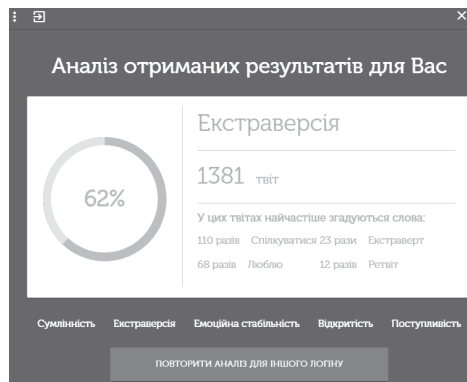 Аналіз отриманих результатів для Вас
Екстраверсія
62%
1381 твіт
У цих твітах найчастіше згадуються слова:
110 разів Спілкуватися 23 рази Екстраверт
68 разів Люблю 12 разів Ретвіт
Сумлінність Екстраверсія Емоційна стабільність Відкритість Поступливість
ПОВТОРИТИ АНАЛІЗ ДЛЯ ІНШОГО ЛОГІНУ